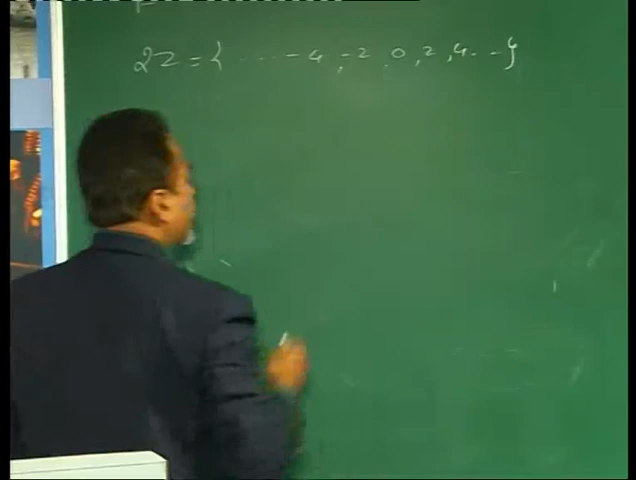 2Z = { .... -4, -2, 0, 2, 4. .. }